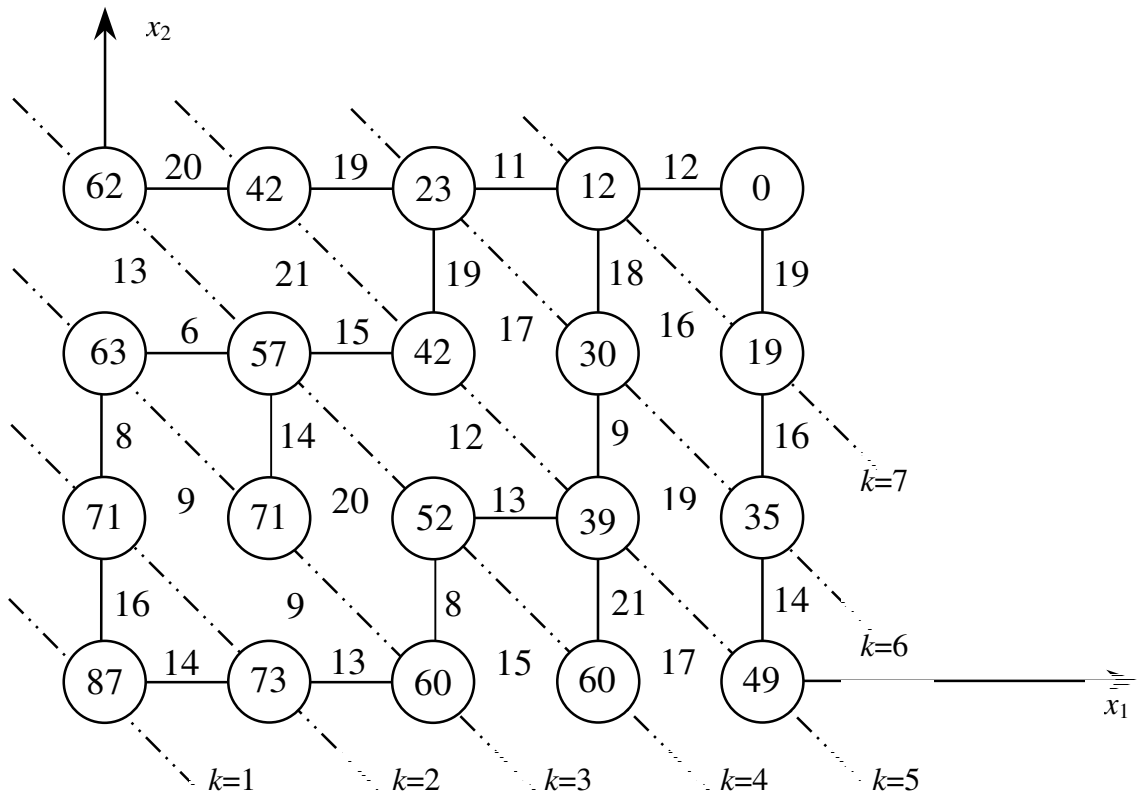 x₂
20 19 11 12
62 42 23 12 0
13 21 19 18 19
17 16
6 15
63 57 42 30 19
8 14 12 9 16
k=7
9 20 13 19
71 71 52 39 35
16 9 8 21 14
k=6
14 13 15 17
87 73 60 60 49
x₁
k=1 k=2 k=3 k=4 k=5